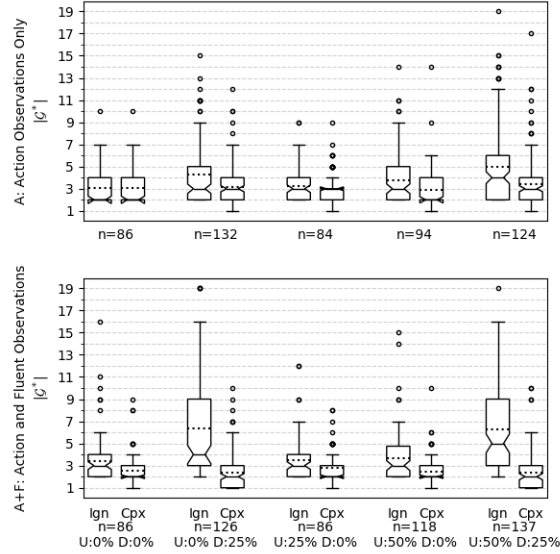 A: Action Observations Only
|𝒢*|
19
17
15
13
11
9
7
5
3
1
n=86 n=132 n=84 n=94 n=124
A+F: Action and Fluent Observations
|𝒢*|
19
17
15
13
11
9
7
5
3
1
Ign Cpx Ign Cpx Ign Cpx Ign Cpx Ign Cpx
n=86 n=126 n=86 n=118 n=137
U:0% D:0% U:0% D:25% U:25% D:0% U:50% D:0% U:50% D:25%